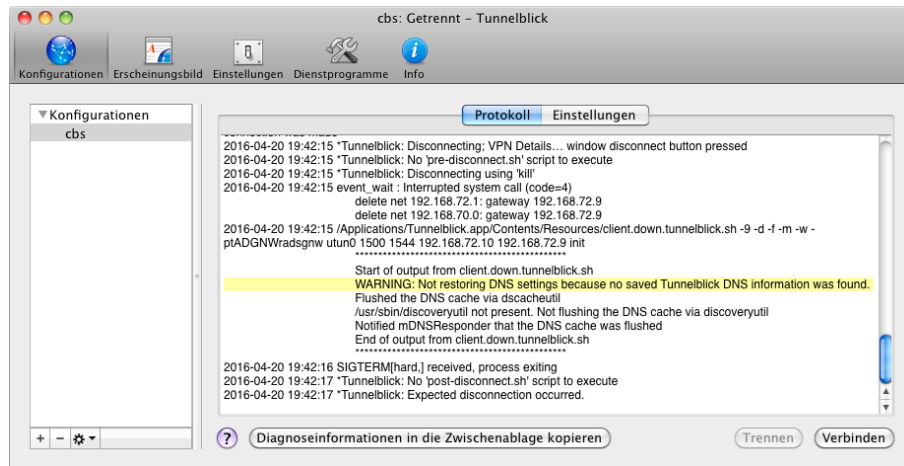 cbs: Getrennt – Tunnelblick
Konfigurationen Erscheinungsbild Einstellungen Dienstprogramme Info
Konfigurationen
cbs
Protokoll Einstellungen
connection was made
2016-04-20 19:42:15 *Tunnelblick: Disconnecting; VPN Details… window disconnect button pressed
2016-04-20 19:42:15 *Tunnelblick: No 'pre-disconnect.sh' script to execute
2016-04-20 19:42:15 *Tunnelblick: Disconnecting using 'kill'
2016-04-20 19:42:15 event_wait : Interrupted system call (code=4)
delete net 192.168.72.1: gateway 192.168.72.9
delete net 192.168.70.0: gateway 192.168.72.9
2016-04-20 19:42:15 /Applications/Tunnelblick.app/Contents/Resources/client.down.tunnelblick.sh -9 -d -f -m -w -
ptADGNWradsgnw utun0 1500 1544 192.168.72.10 192.168.72.9 init
**********************************************
Start of output from client.down.tunnelblick.sh
WARNING: Not restoring DNS settings because no saved Tunnelblick DNS information was found.
Flushed the DNS cache via dscacheutil
/usr/sbin/discoveryutil not present. Not flushing the DNS cache via discoveryutil
Notified mDNSResponder that the DNS cache was flushed
End of output from client.down.tunnelblick.sh
**********************************************
2016-04-20 19:42:16 SIGTERM[hard,] received, process exiting
2016-04-20 19:42:17 *Tunnelblick: No 'post-disconnect.sh' script to execute
2016-04-20 19:42:17 *Tunnelblick: Expected disconnection occurred.
? Diagnoseinformationen in die Zwischenablage kopieren Trennen Verbinden